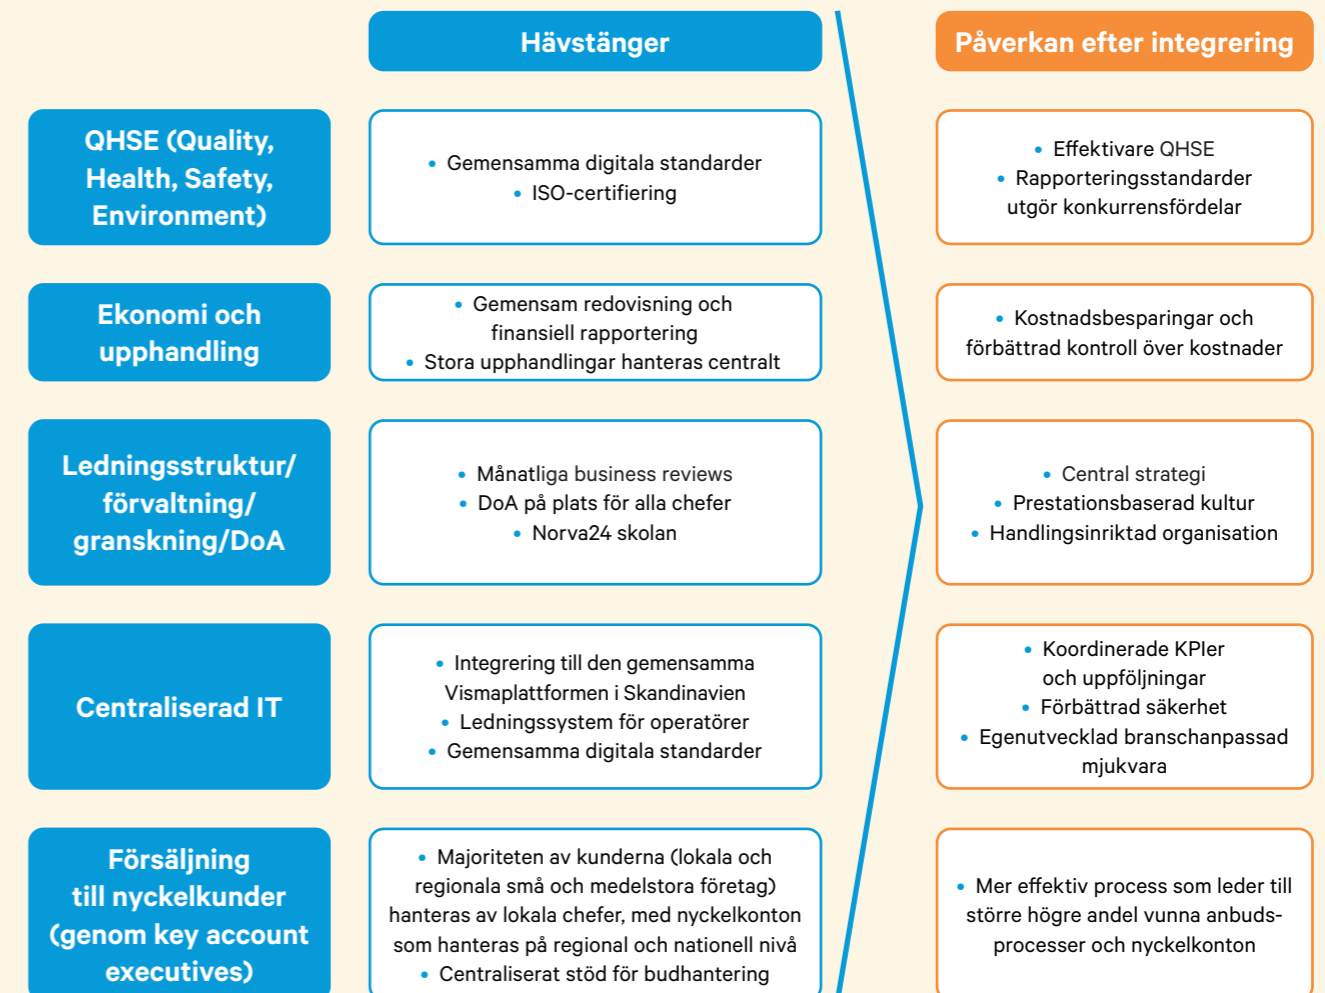 Hävstänger
Påverkan efter integrering
QHSE (Quality,
Health, Safety,
Environment)
• Gemensamma digitala standarder
• ISO-certifiering
• Effektivare QHSE
• Rapporteringsstandarder
utgör konkurrensfördelar
Ekonomi och
upphandling
• Gemensam redovisning och
finansiell rapportering
• Stora upphandlingar hanteras centralt
• Kostnadsbesparingar och
förbättrad kontroll över kostnader
Ledningsstruktur/
förvaltning/
granskning/DoA
• Månatliga business reviews
• DoA på plats för alla chefer
• Norva24 skolan
• Central strategi
• Prestationsbaserad kultur
• Handlingsinriktad organisation
Centraliserad IT
• Integrering till den gemensamma
Vismaplattformen i Skandinavien
• Ledningssystem för operatörer
• Gemensamma digitala standarder
• Koordinerade KPIer
och uppföljningar
• Förbättrad säkerhet
• Egenutvecklad branschanpassad
mjukvara
Försäljning
till nyckelkunder
(genom key account
executives)
• Majoriteten av kunderna (lokala och
regionala små och medelstora företag)
hanteras av lokala chefer, med nyckelkonton
som hanteras på regional och nationell nivå
• Centraliserat stöd för budhantering
• Mer effektiv process som leder till
större högre andel vunna anbuds-
processer och nyckelkonton